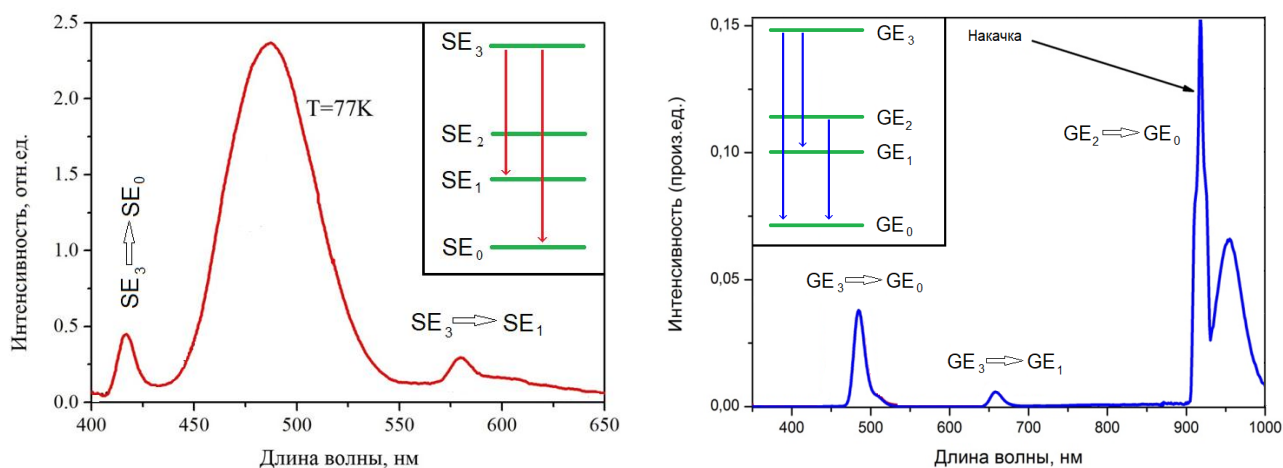 Интенсивность, отн.ед.
2.5
2.0
1.5
1.0
0.5
0.0
400
450
500
550
600
650
Длина волны, нм
SE₃ ⇒ SE₀
T=77K
SE₃ ⇒ SE₁
SE₃
SE₂
SE₁
SE₀
Интенсивность (произ.ед.)
0,15
0,10
0,05
0,00
400
500
600
700
800
900
1000
Длина волны, нм
GE₃
GE₂
GE₁
GE₀
Накачка
GE₂ ⇒ GE₀
GE₃ ⇒ GE₀
GE₃ ⇒ GE₁